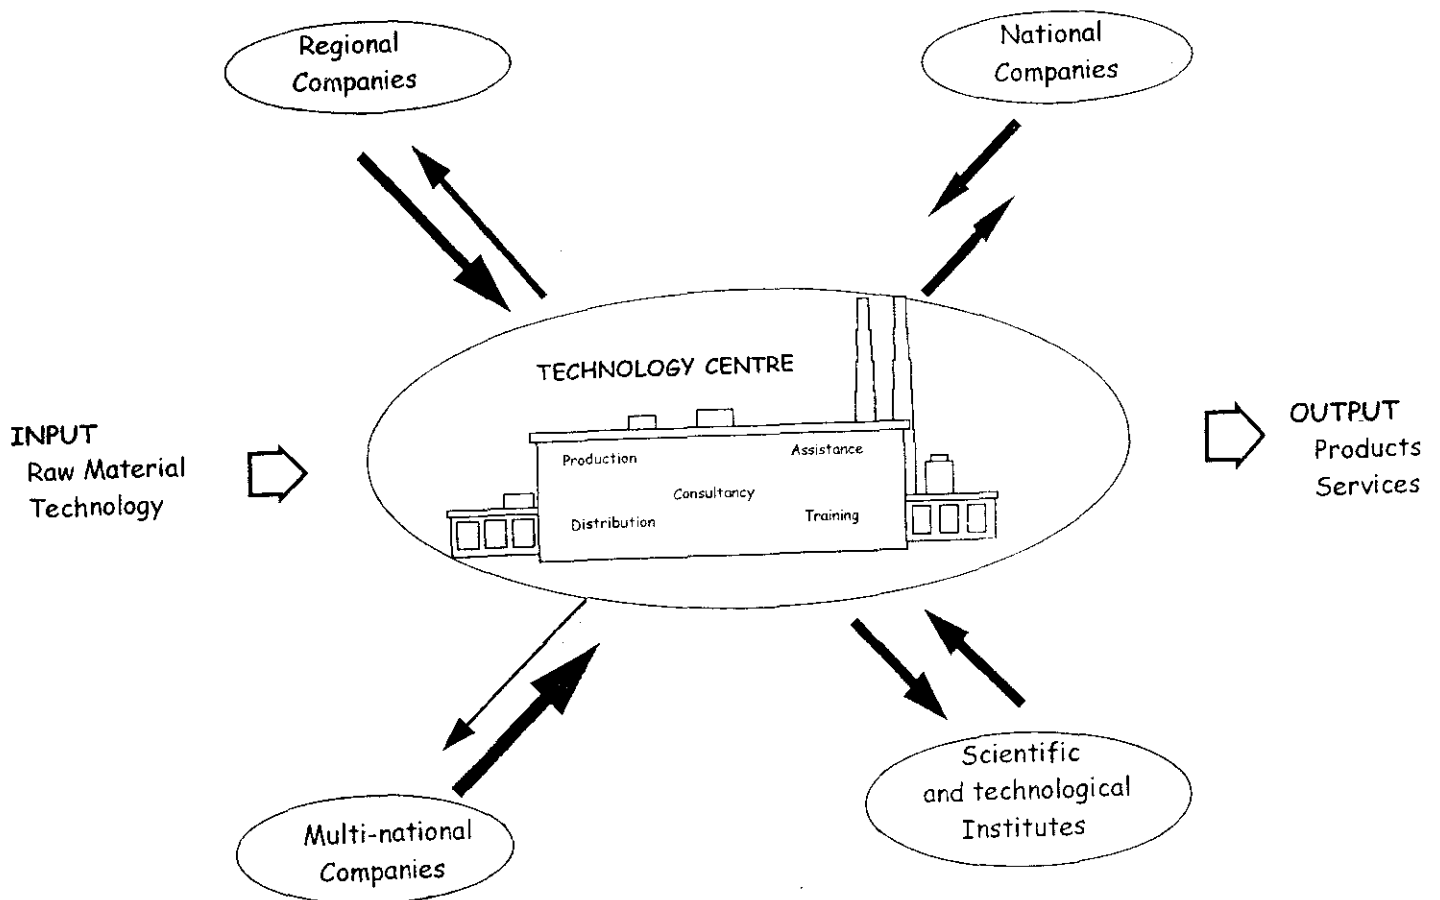 Regional
Companies
National
Companies
TECHNOLOGY CENTRE
INPUT
Raw Material
Technology
Production
Assistance
Consultancy
Distribution
Training
OUTPUT
Products
Services
Multi-national
Companies
Scientific
and technological
Institutes